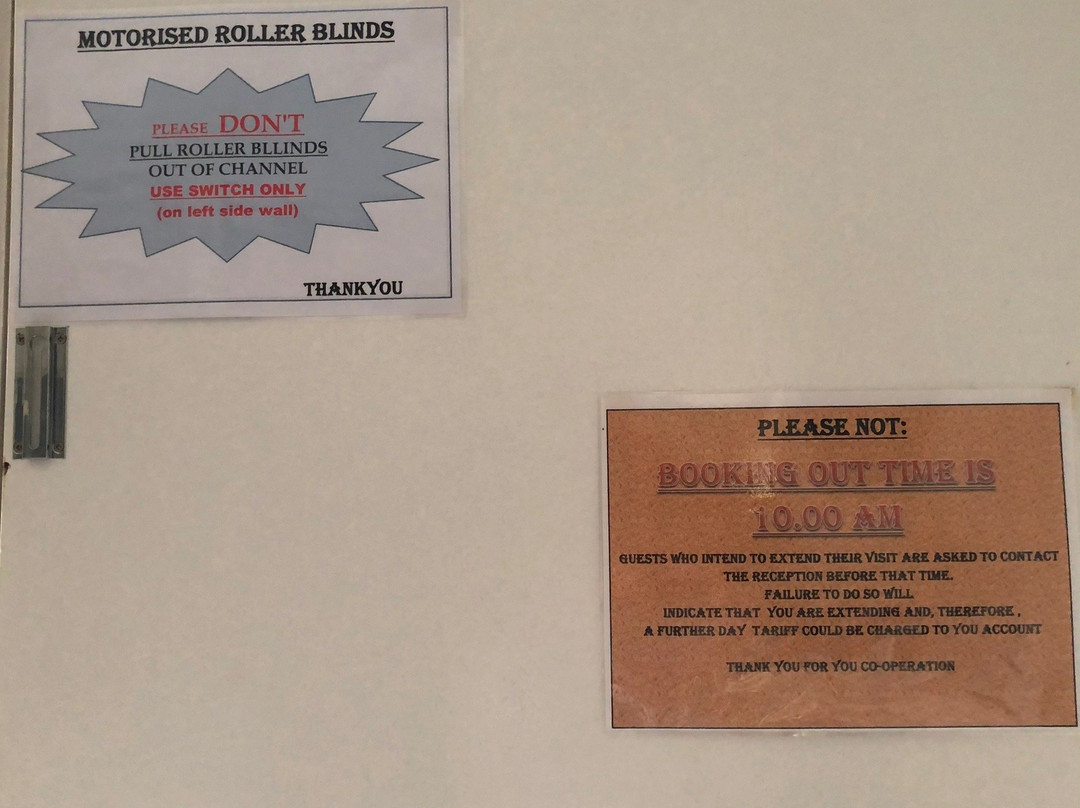 MOTORISED ROLLER BLINDS
PLEASE DON'T
PULL ROLLER BLLINDS
OUT OF CHANNEL
USE SWITCH ONLY
(on left side wall)
THANKYOU
PLEASE NOT:
BOOKING OUT TIME IS
10.00 AM
GUESTS WHO INTEND TO EXTEND THEIR VISIT ARE ASKED TO CONTACT
THE RECEPTION BEFORE THAT TIME.
FAILURE TO DO SO WILL
INDICATE THAT YOU ARE EXTENDING AND, THEREFORE ,
A FURTHER DAY TARIFF COULD BE CHARGED TO YOU ACCOUNT
THANK YOU FOR YOU CO-OPERATION